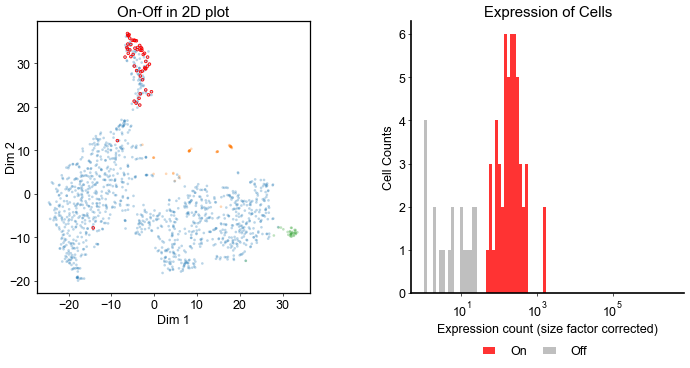 On-Off in 2D plot
Dim 2
30
20
10
0
−10
−20
−20 −10 0 10 20 30
Dim 1
Expression of Cells
Cell Counts
6
5
4
3
2
1
0
10^1 10^3 10^5
Expression count (size factor corrected)
On Off